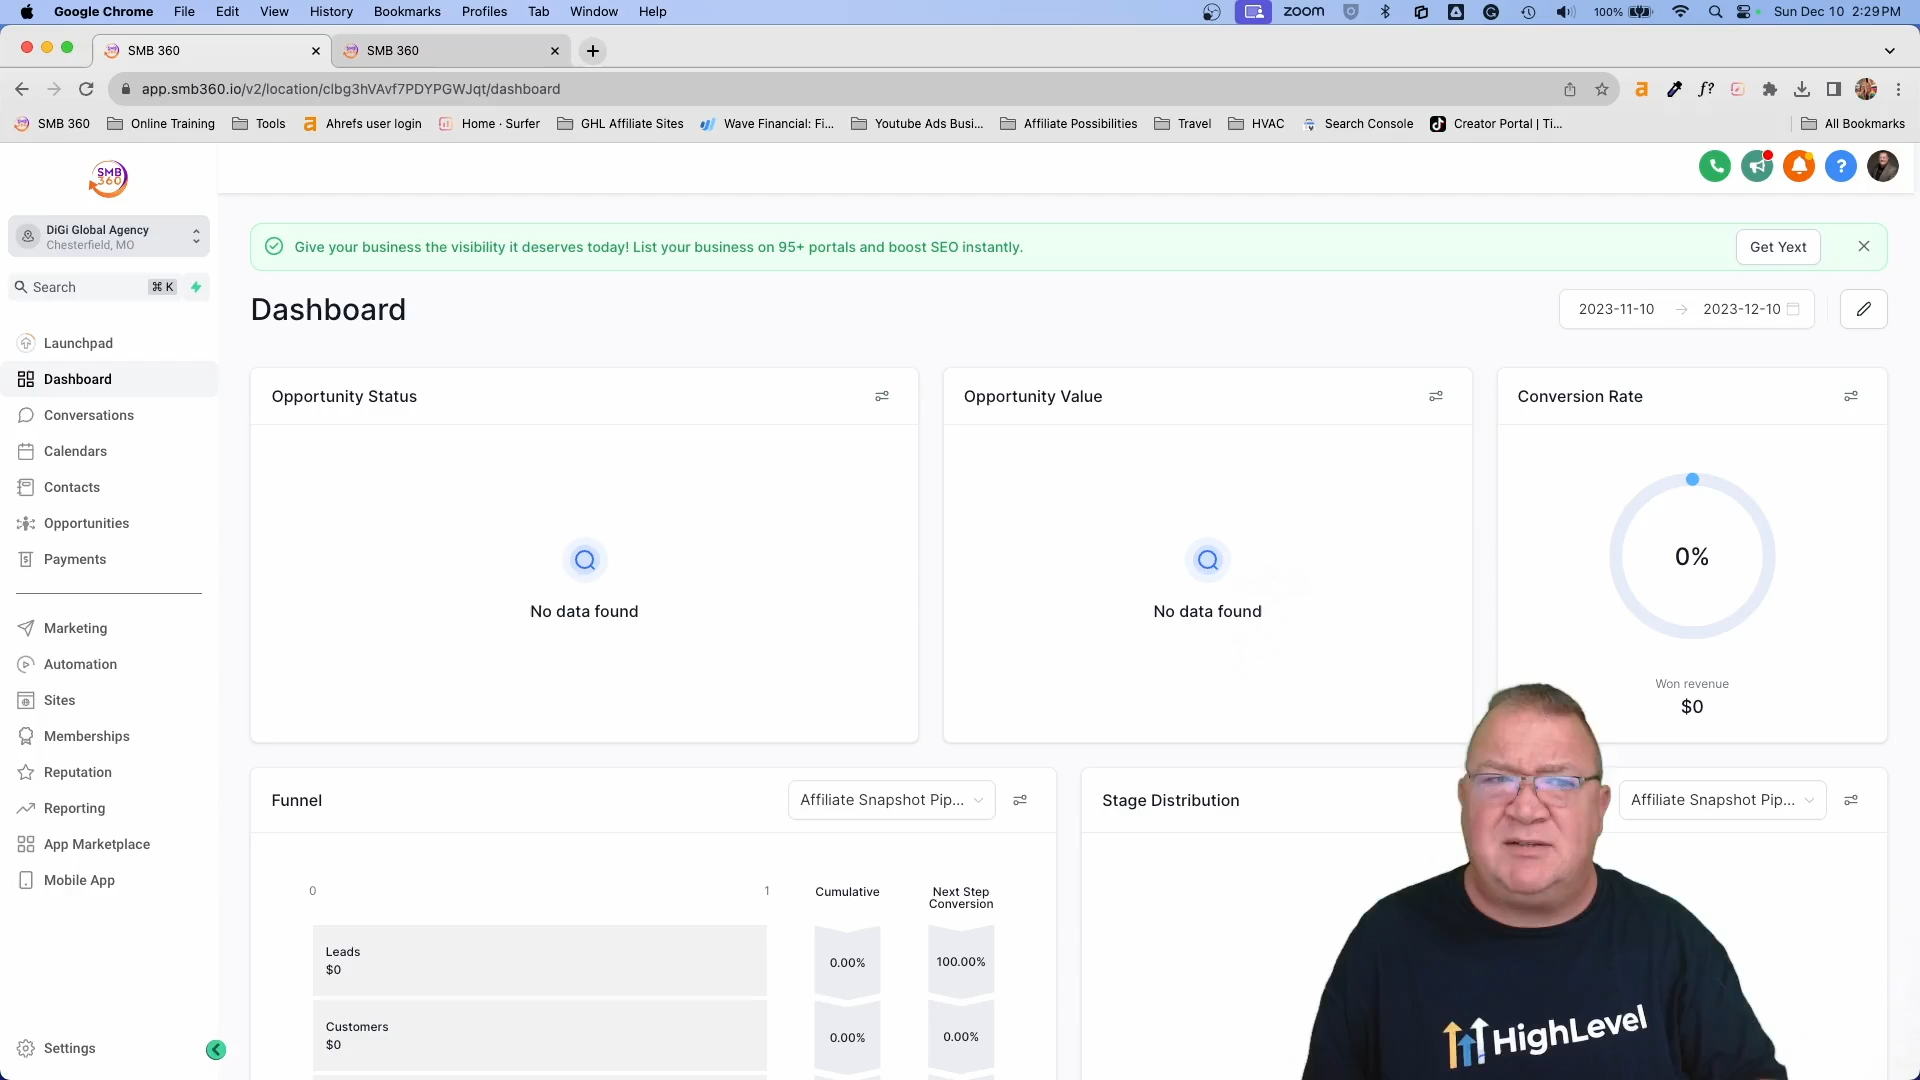 Google Chrome File Edit View History Bookmarks Profiles Tab Window Help zoom 100% Sun Dec 10 2:29 PM
SMB 360 SMB 360
app.smb360.io/v2/location/clbg3hVAvf7PDYPGWJqt/dashboard
SMB 360 Online Training Tools Ahrefs user login Home · Surfer GHL Affiliate Sites Wave Financial: Fi... Youtube Ads Busi... Affiliate Possibilities Travel HVAC Search Console Creator Portal | Ti... All Bookmarks
SMB
360
DiGi Global Agency
Chesterfield, MO
Search ⌘ K
Launchpad
Dashboard
Conversations
Calendars
Contacts
Opportunities
Payments
Marketing
Automation
Sites
Memberships
Reputation
Reporting
App Marketplace
Mobile App
Settings
Give your business the visibility it deserves today! List your business on 95+ portals and boost SEO instantly. Get Yext
Dashboard
2023-11-10 → 2023-12-10
Opportunity Status
No data found
Opportunity Value
No data found
Conversion Rate
0%
Won revenue
$0
Funnel Affiliate Snapshot Pip...
0 1 Cumulative Next Step
Conversion
Leads
$0
0.00% 100.00%
Customers
$0
0.00% 0.00%
Stage Distribution Affiliate Snapshot Pip...
HighLevel